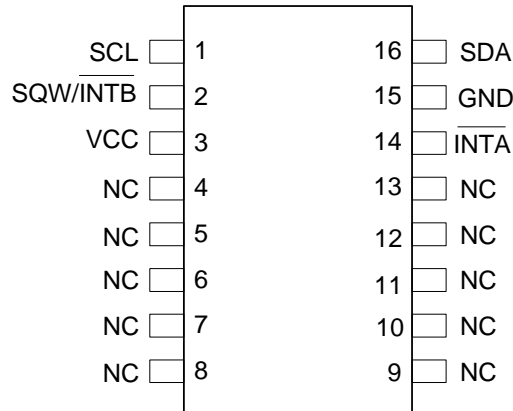 SCL 1 16 SDA
SQW/INTB 2 15 GND
VCC 3 14 INTA
NC 4 13 NC
NC 5 12 NC
NC 6 11 NC
NC 7 10 NC
NC 8 9 NC